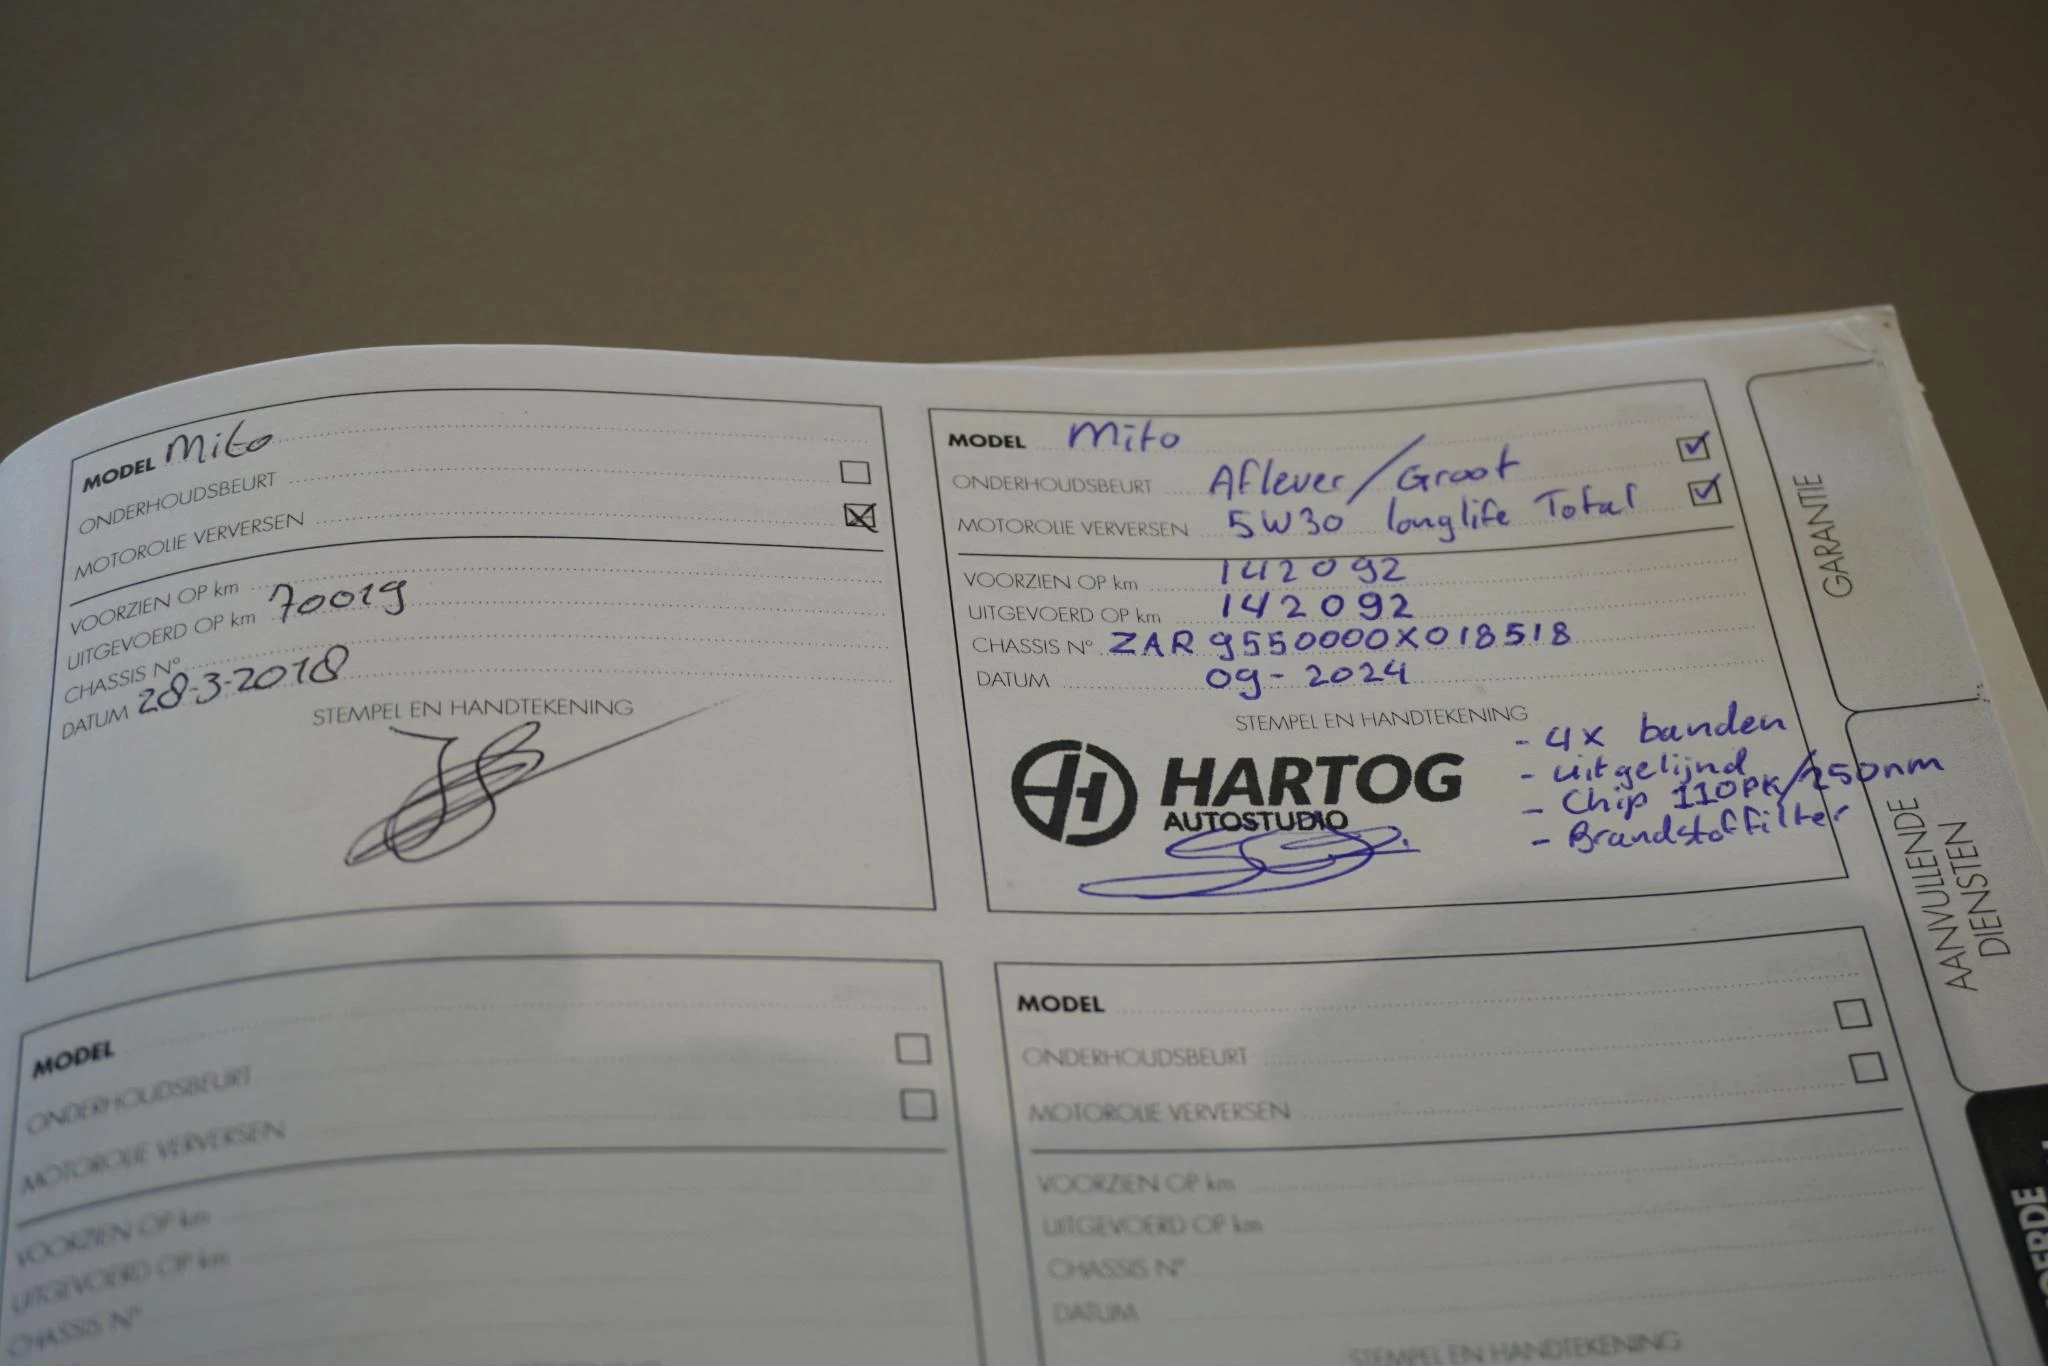 MODEL Mito
ONDERHOUDSBEURT
MOTOROLIE VERVERSEN
VOORZIEN OP km
UITGEVOERD OP km 70019
CHASSIS N°
DATUM 28-3-2018
STEMPEL EN HANDTEKENING
MODEL Mito
ONDERHOUDSBEURT Aflever/Groot
MOTOROLIE VERVERSEN 5W30 longlife Total
VOORZIEN OP km 142092
UITGEVOERD OP km 142092
CHASSIS N° ZAR9550000X018518
DATUM 09-2024
STEMPEL EN HANDTEKENING
HARTOG
AUTOSTUDIO
- 4x banden
- uitgelijnd
- Chip 110PK/250nm
- Brandstoffilter
MODEL
ONDERHOUDSBEURT
MOTOROLIE VERVERSEN
VOORZIEN OP km
UITGEVOERD OP km
CHASSIS N°
MODEL
ONDERHOUDSBEURT
MOTOROLIE VERVERSEN
VOORZIEN OP km
UITGEVOERD OP km
CHASSIS N°
DATUM
STEMPEL EN HANDTEKENING
GARANTIE
AANVULLENDE
DIENSTEN